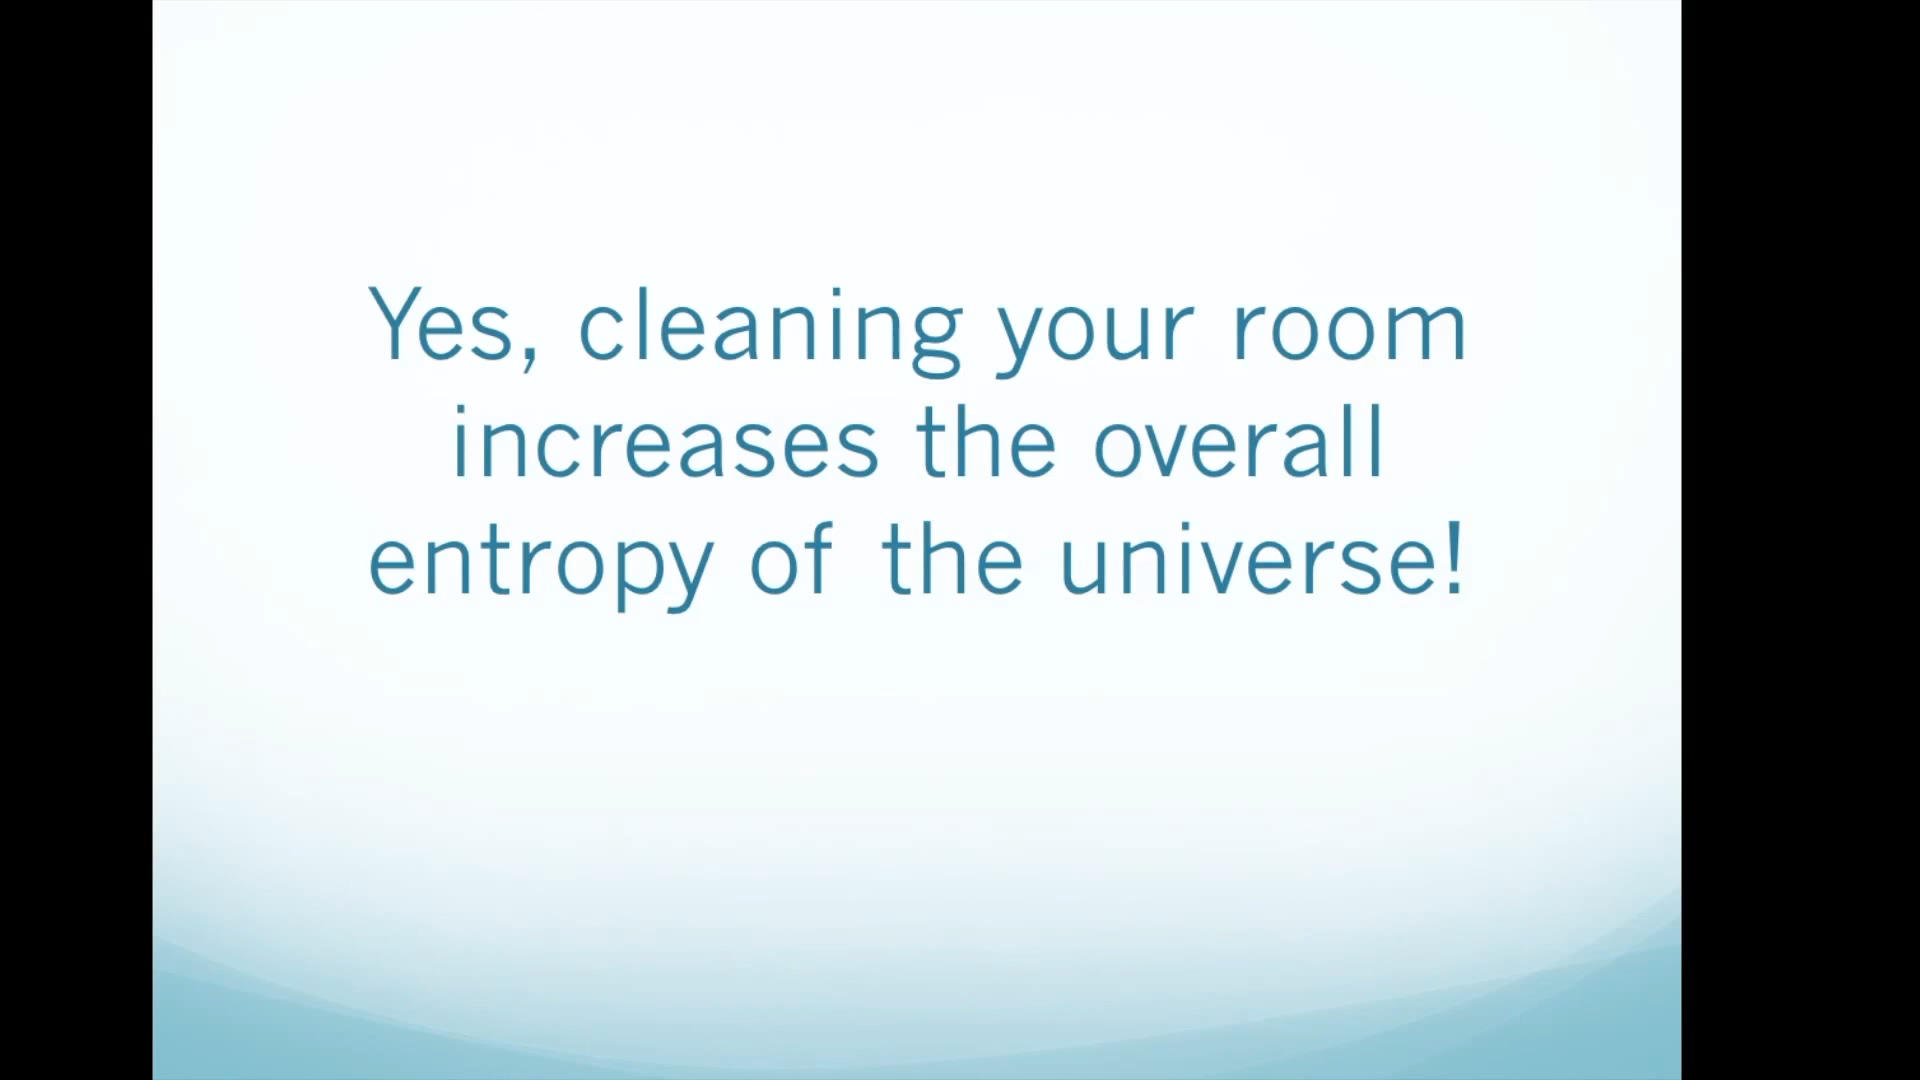 Yes, cleaning your room
increases the overall
entropy of the universe!